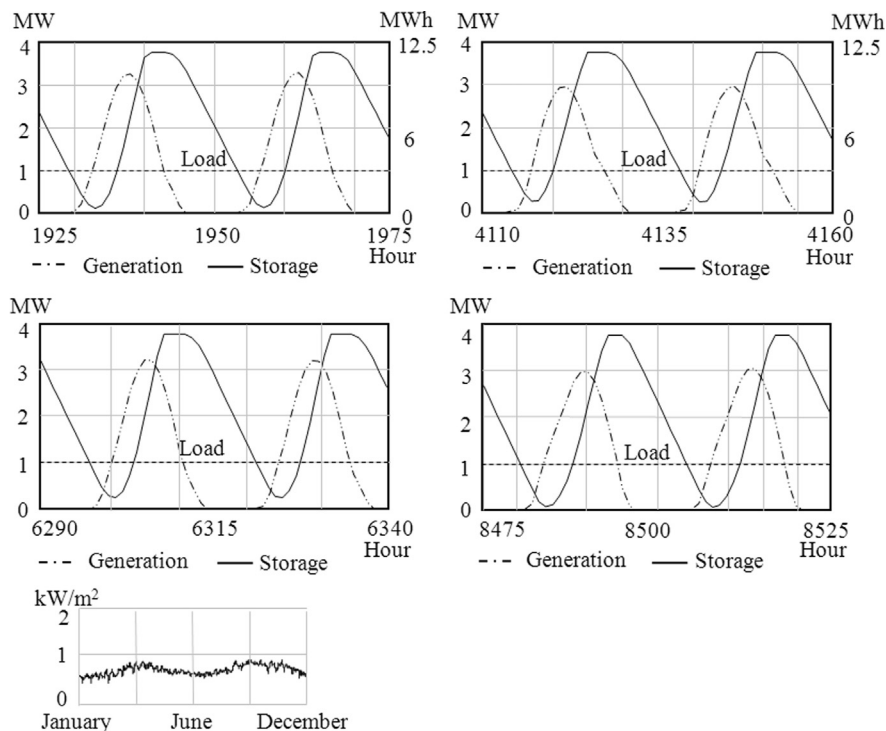 MW MWh MW MWh
4 12.5 4 12.5
3 3
2 6 2 6
Load Load
1 1
0 0 0 0
1925 1950 1975 4110 4135 4160
Hour Hour
Generation Storage Generation Storage
MW MW
4 4
3 3
2 2
Load Load
1 1
0 0
6290 6315 6340 8475 8500 8525
Hour Hour
Generation Storage Generation Storage
kW/m²
2
1
0
January June December